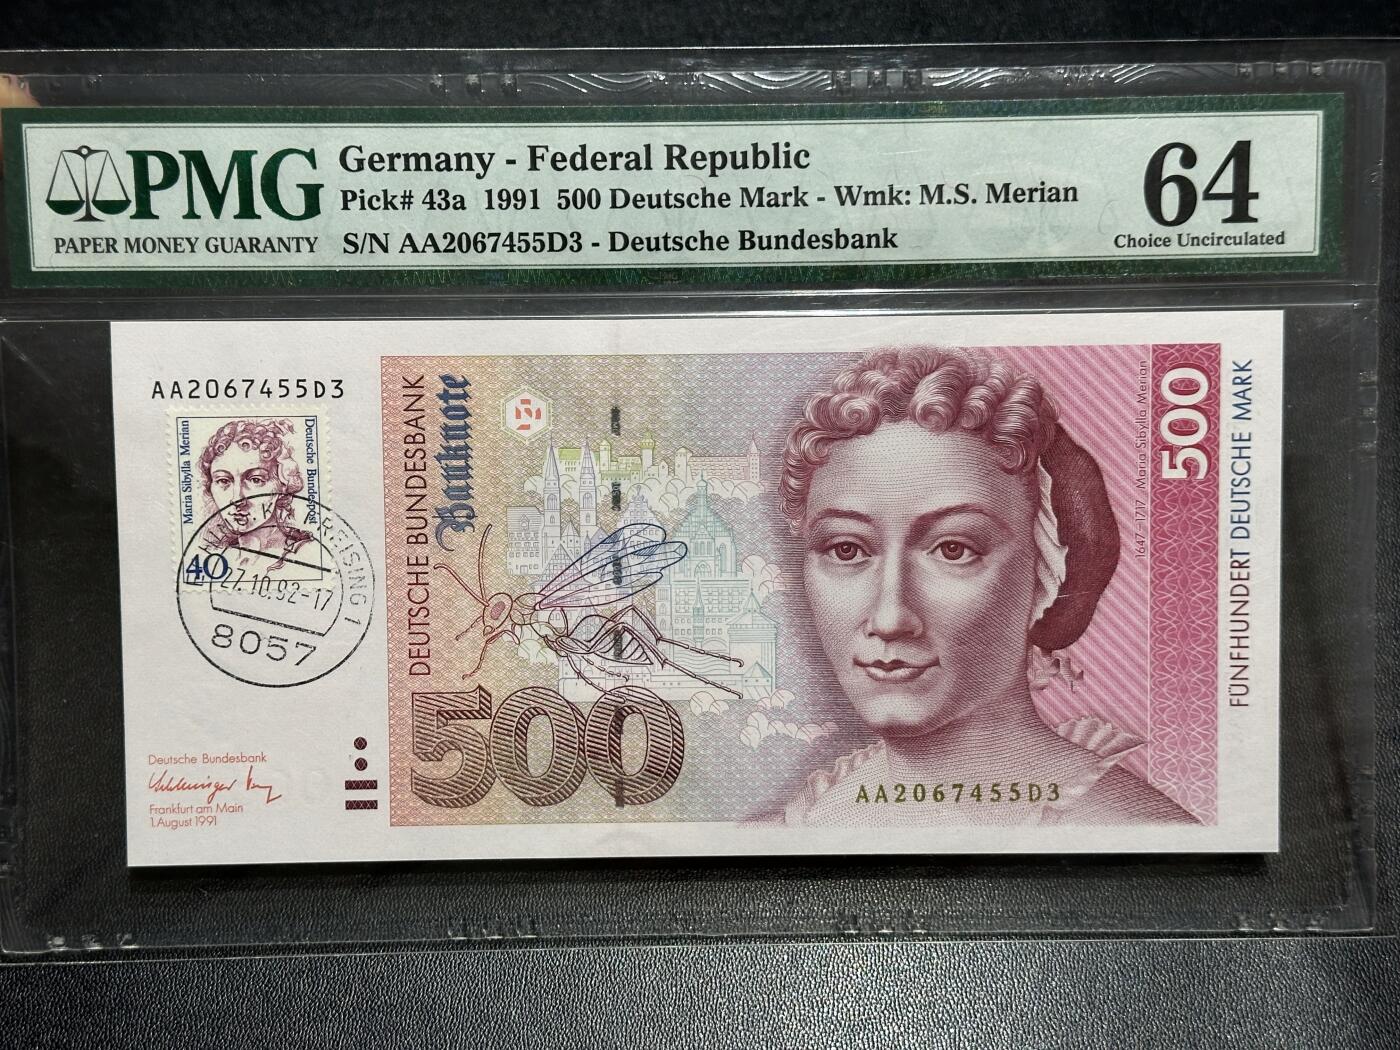 PMG
PAPER MONEY GUARANTY
Germany - Federal Republic
Pick# 43a 1991 500 Deutsche Mark - Wmk: M.S. Merian
S/N AA2067455D3 - Deutsche Bundesbank
64
Choice Uncirculated
AA2067455D3
Maria Sibylla Merian
Deutsche Bundespost
40
FREISING 1
27.10.92-17
8057
Deutsche Bundesbank
Frankfurt am Main
1. August 1991
DEUTSCHE BUNDESBANK
Banknote
500
1647-1717 Maria Sibylla Merian
500
FÜNFHUNDERT DEUTSCHE MARK
AA2067455D3